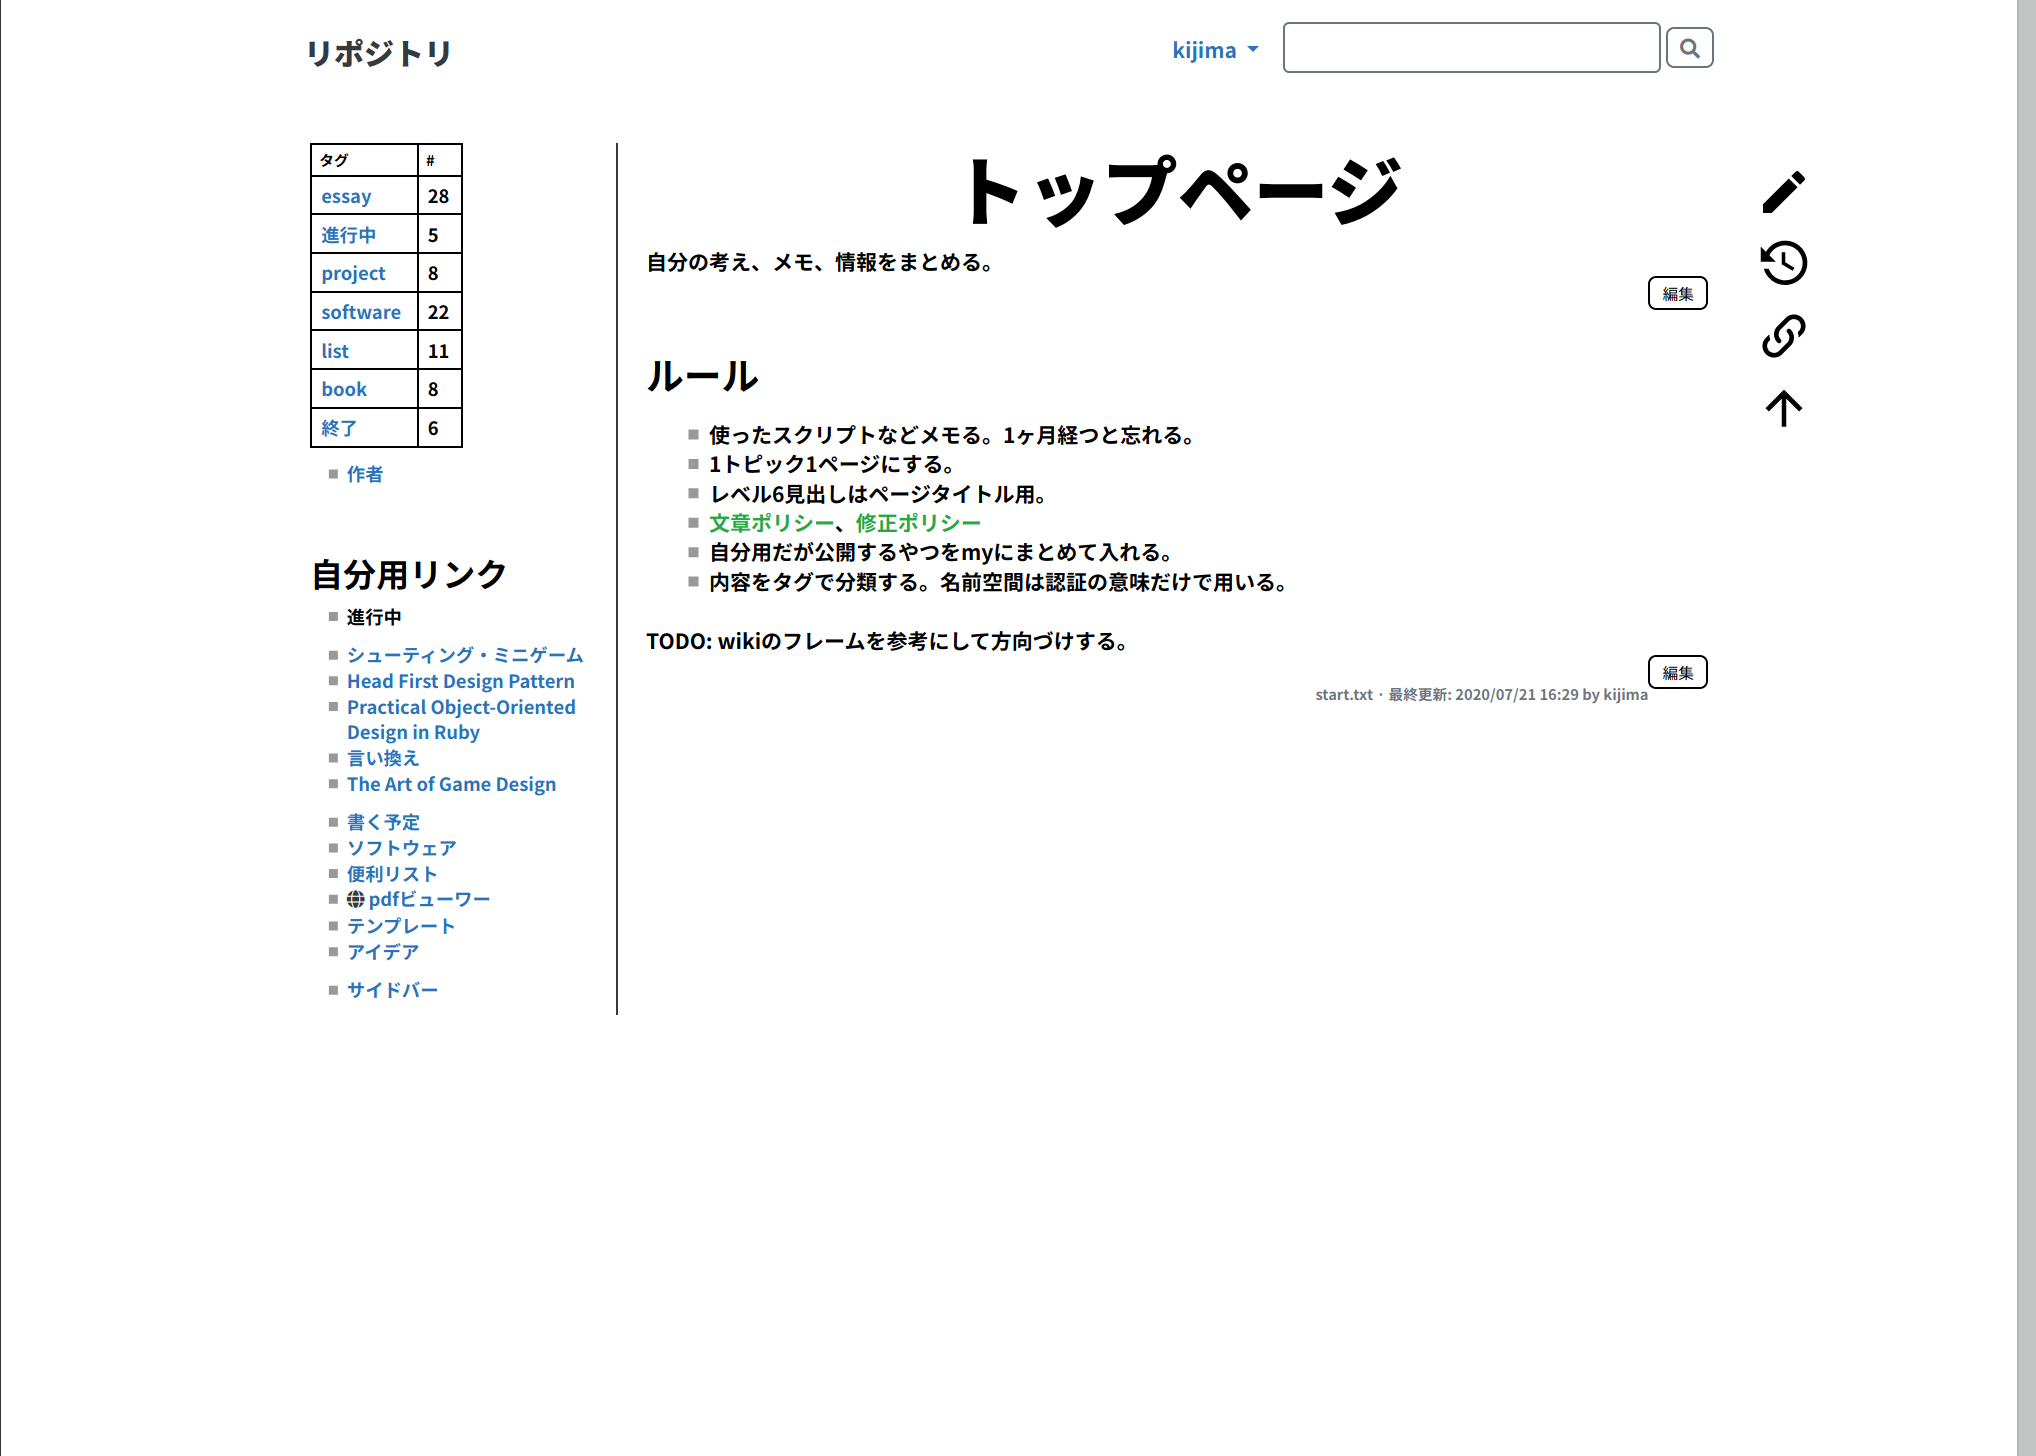 リポジトリ
kijima
タグ #
essay 28
進行中 5
project 8
software 22
list 11
book 8
終了 6
作者
自分用リンク
進行中
シューティング・ミニゲーム
Head First Design Pattern
Practical Object-Oriented
Design in Ruby
言い換え
The Art of Game Design
書く予定
ソフトウェア
便利リスト
pdfビューワー
テンプレート
アイデア
サイドバー
トップページ
自分の考え、メモ、情報をまとめる。
編集
ルール
使ったスクリプトなどメモる。1ヶ月経つと忘れる。
1トピック1ページにする。
レベル6見出しはページタイトル用。
文章ポリシー、修正ポリシー
自分用だが公開するやつをmyにまとめて入れる。
内容をタグで分類する。名前空間は認証の意味だけで用いる。
TODO: wikiのフレームを参考にして方向づけする。
編集
start.txt · 最終更新: 2020/07/21 16:29 by kijima